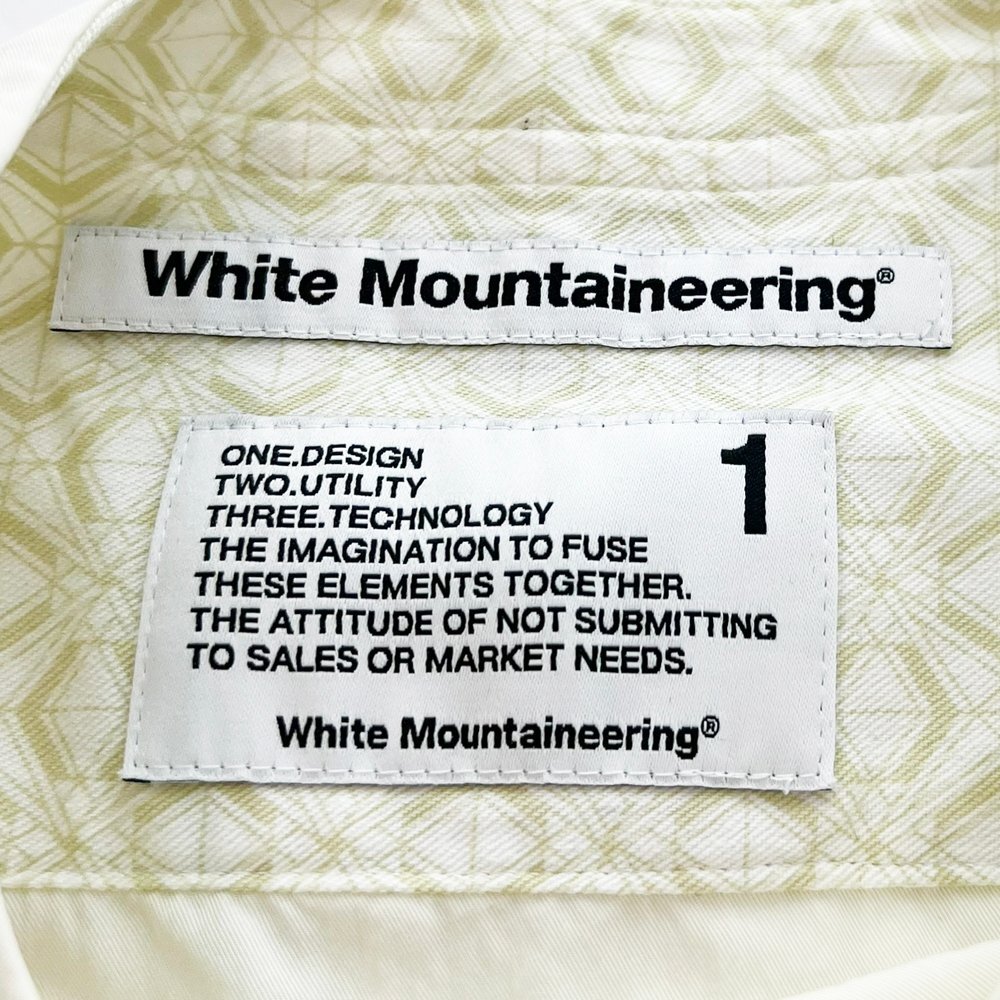 White Mountaineering®
1
ONE.DESIGN
TWO.UTILITY
THREE.TECHNOLOGY
THE IMAGINATION TO FUSE
THESE ELEMENTS TOGETHER.
THE ATTITUDE OF NOT SUBMITTING
TO SALES OR MARKET NEEDS.
White Mountaineering®